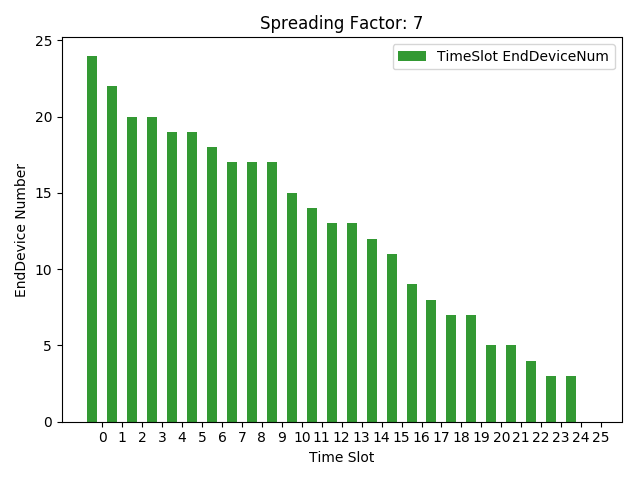 Spreading Factor: 7
TimeSlot EndDeviceNum
EndDevice Number
25
20
15
10
5
0
0 1 2 3 4 5 6 7 8 9 10 11 12 13 14 15 16 17 18 19 20 21 22 23 24 25
Time Slot